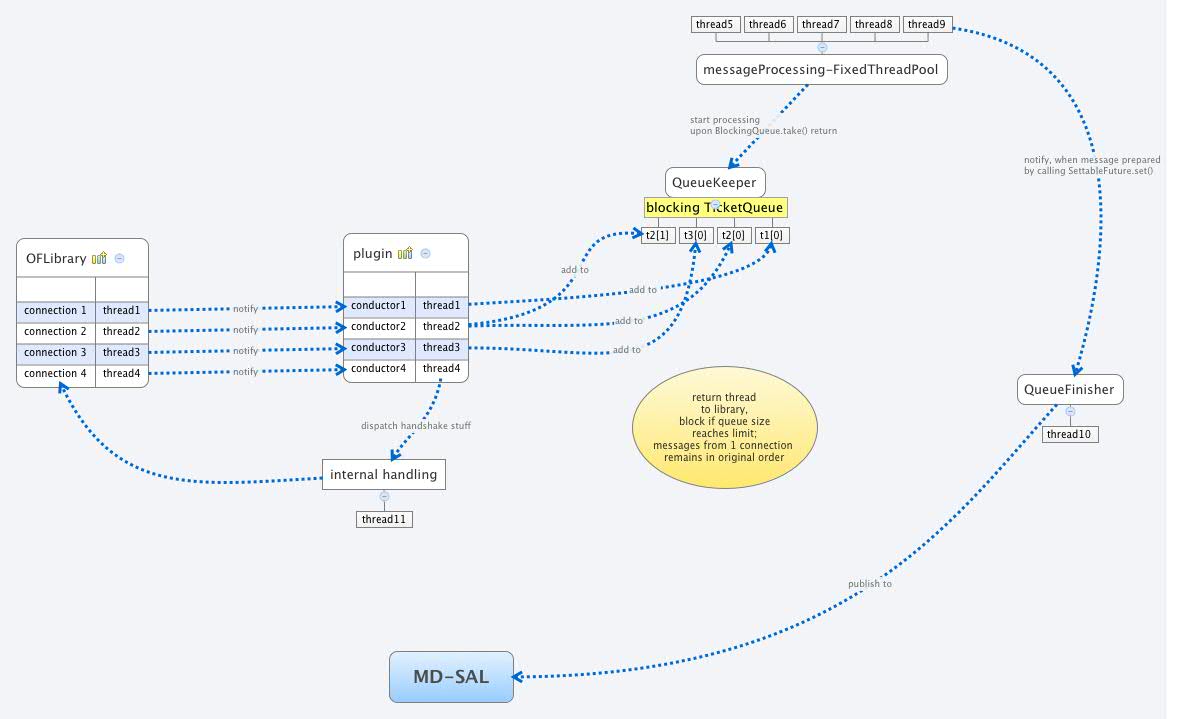 thread5 thread6 thread7 thread8 thread9
messageProcessing-FixedThreadPool
start processing
upon BlockingQueue.take() return
notify, when message prepared
by calling SettableFuture.set()
QueueKeeper
blocking TicketQueue
t2[1] t3[0] t2[0] t1[0]
OFLibrary
connection 1 thread1
connection 2 thread2
connection 3 thread3
connection 4 thread4
notify
notify
notify
notify
plugin
conductor1 thread1
conductor2 thread2
conductor3 thread3
conductor4 thread4
add to
add to
add to
add to
return thread
to library,
block if queue size
reaches limit;
messages from 1 connection
remains in original order
QueueFinisher
thread10
dispatch handshake stuff
internal handling
thread11
publish to
MD-SAL